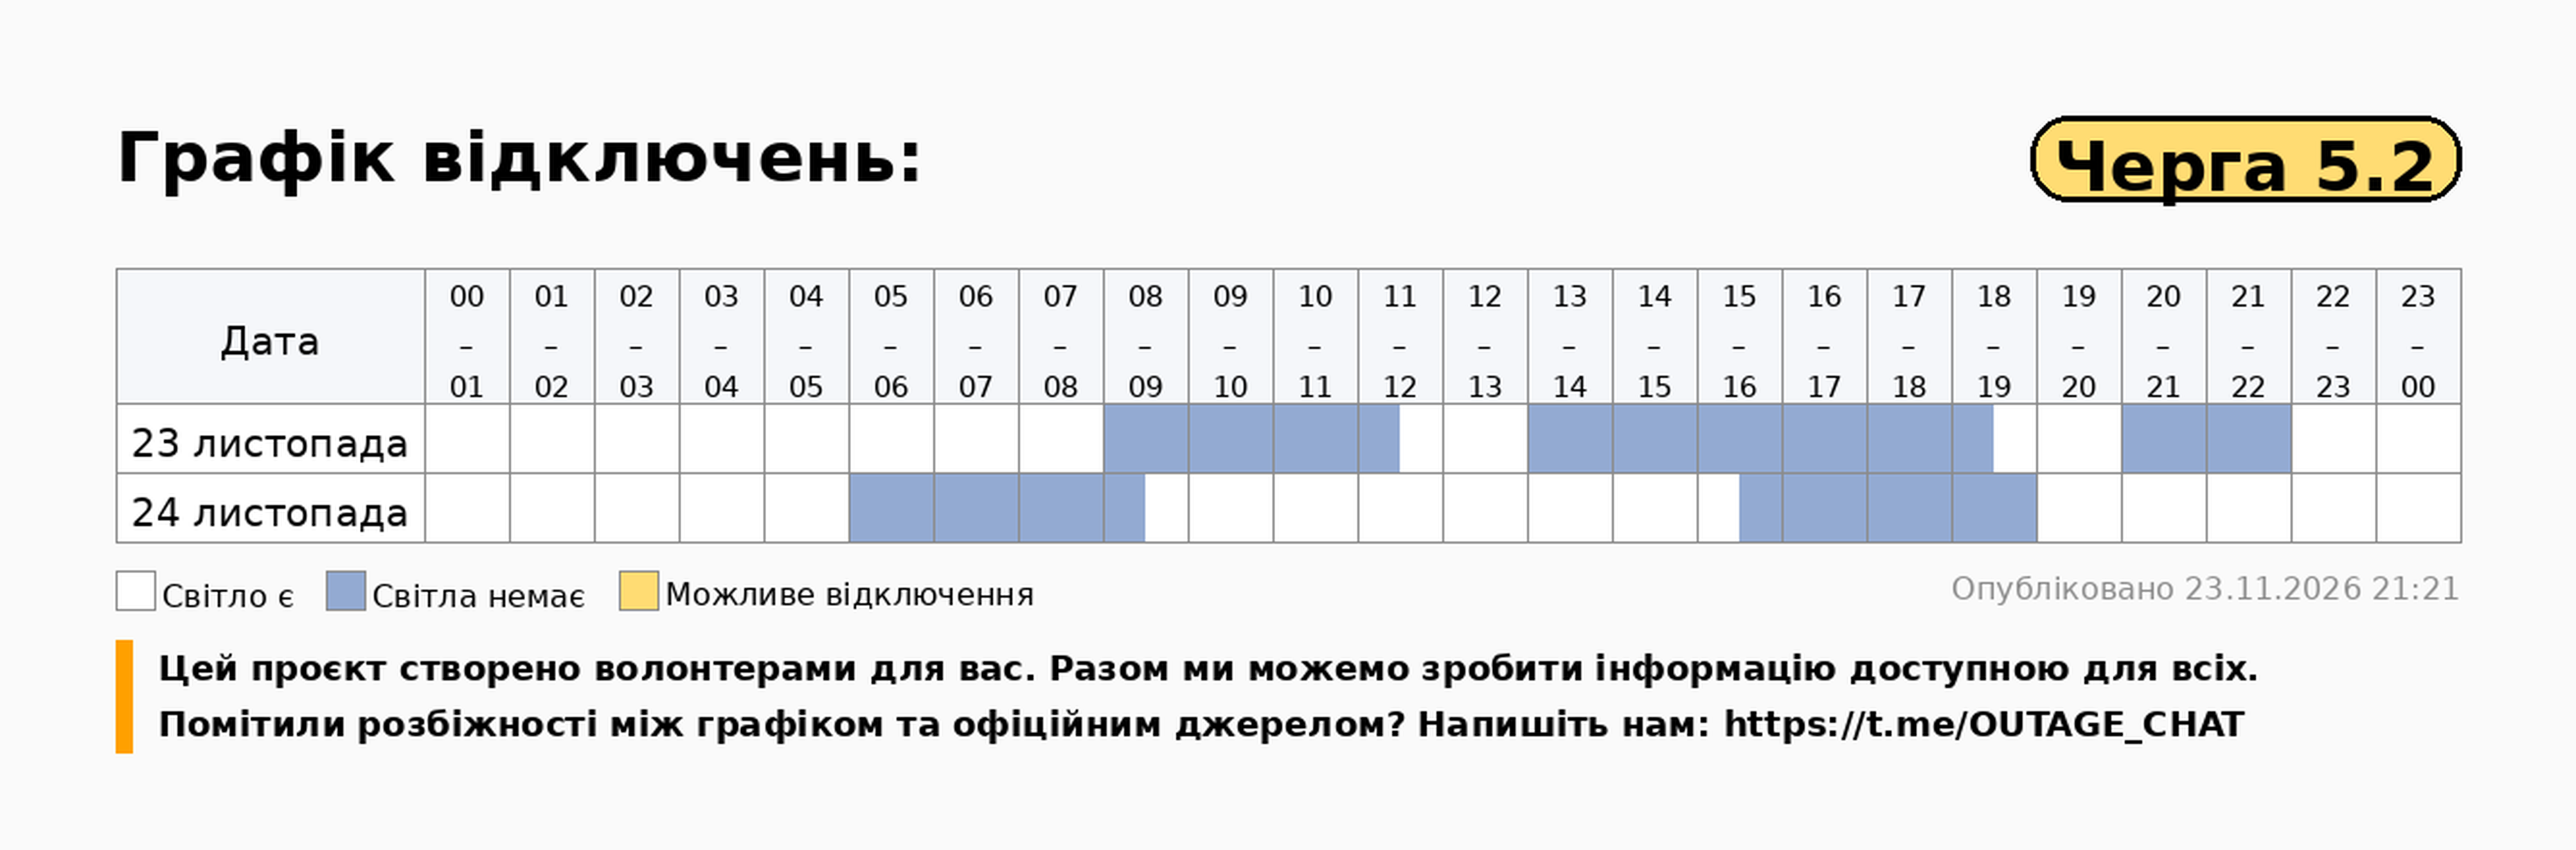 Графік відключень:
Черга 5.2
Дата
00 – 01
01 – 02
02 – 03
03 – 04
04 – 05
05 – 06
06 – 07
07 – 08
08 – 09
09 – 10
10 – 11
11 – 12
12 – 13
13 – 14
14 – 15
15 – 16
16 – 17
17 – 18
18 – 19
19 – 20
20 – 21
21 – 22
22 – 23
23 – 00
23 листопада
24 листопада
Світло є
Світла немає
Можливе відключення
Опубліковано 23.11.2026 21:21
Цей проєкт створено волонтерами для вас. Разом ми можемо зробити інформацію доступною для всіх.
Помітили розбіжності між графіком та офіційним джерелом? Напишіть нам: https://t.me/OUTAGE_CHAT